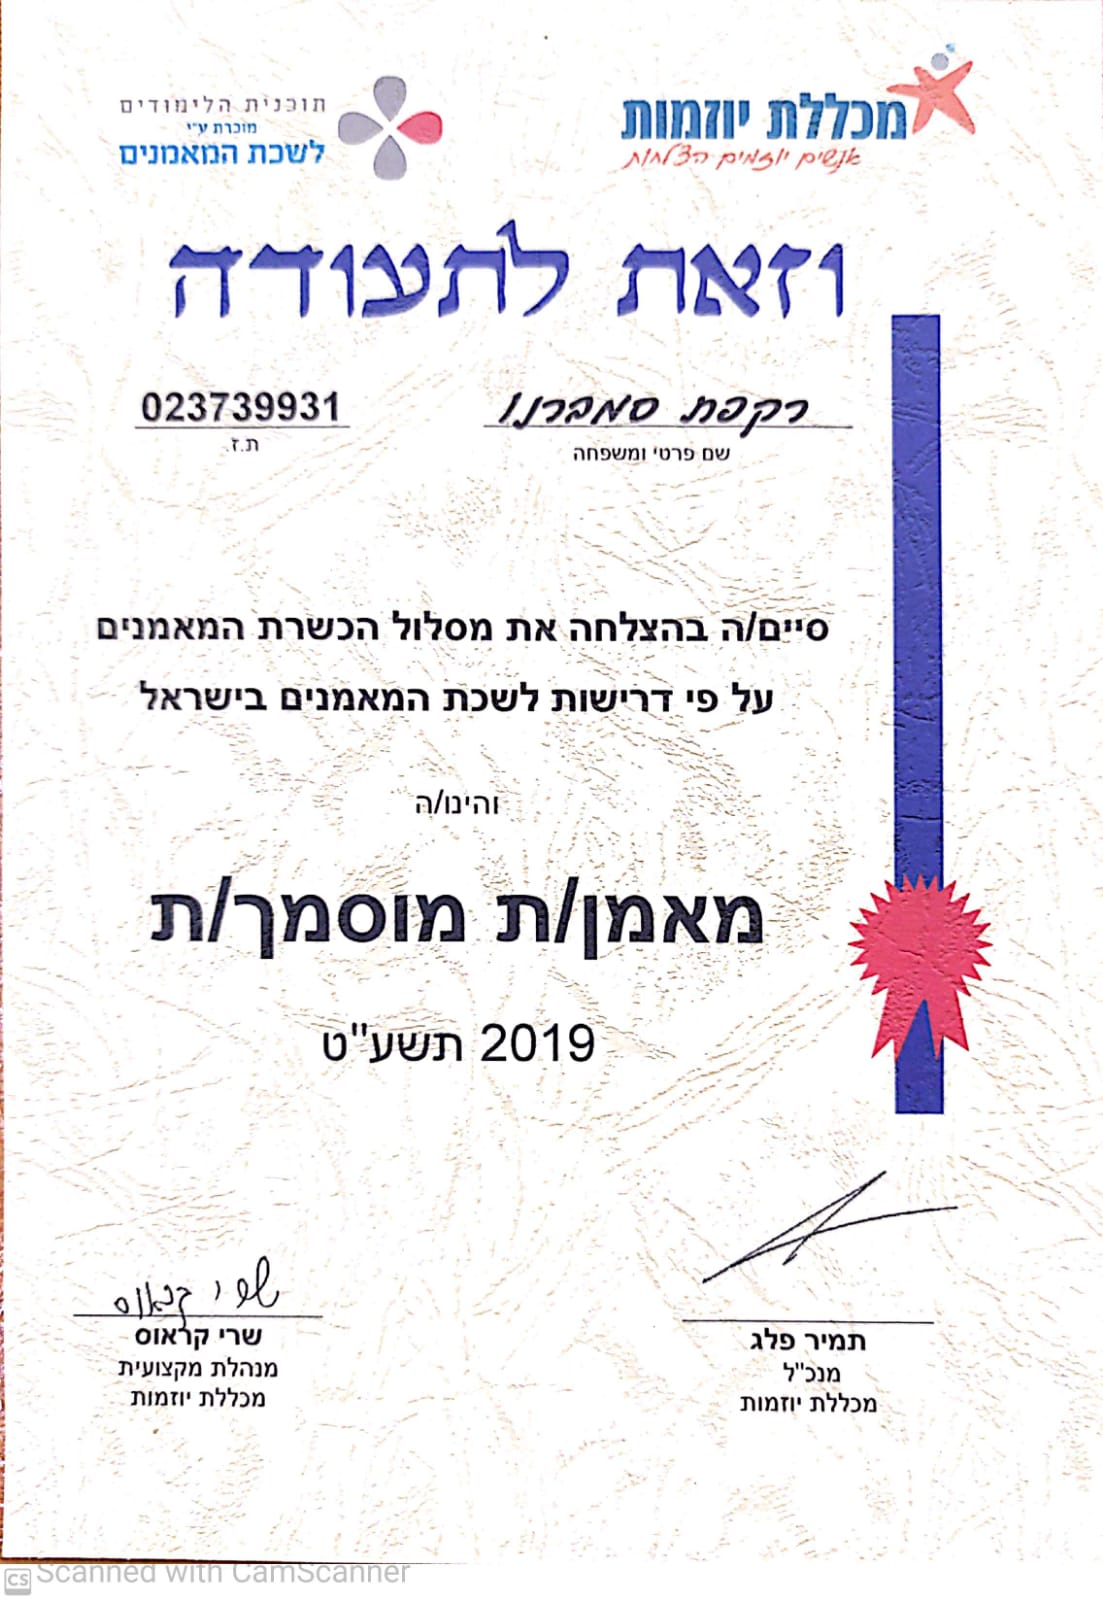 מכללת יוזמות
אנשים יוזמים הצלחות
תוכנית הלימודים
מוכרת ע"י
לשכת המאמנים
וזאת לתעודה
רקפת סמברנו
שם פרטי ומשפחה
023739931
ת.ז.
סיים/ה בהצלחה את מסלול הכשרת המאמנים
על פי דרישות לשכת המאמנים בישראל
והינו/ה
מאמן/ת מוסמך/ת
2019 תשע"ט
תמיר פלג
מנכ"ל
מכללת יוזמות
שרי קראוס
שרי קראוס
מנהלת מקצועית
מכללת יוזמות
CS Scanned with CamScanner